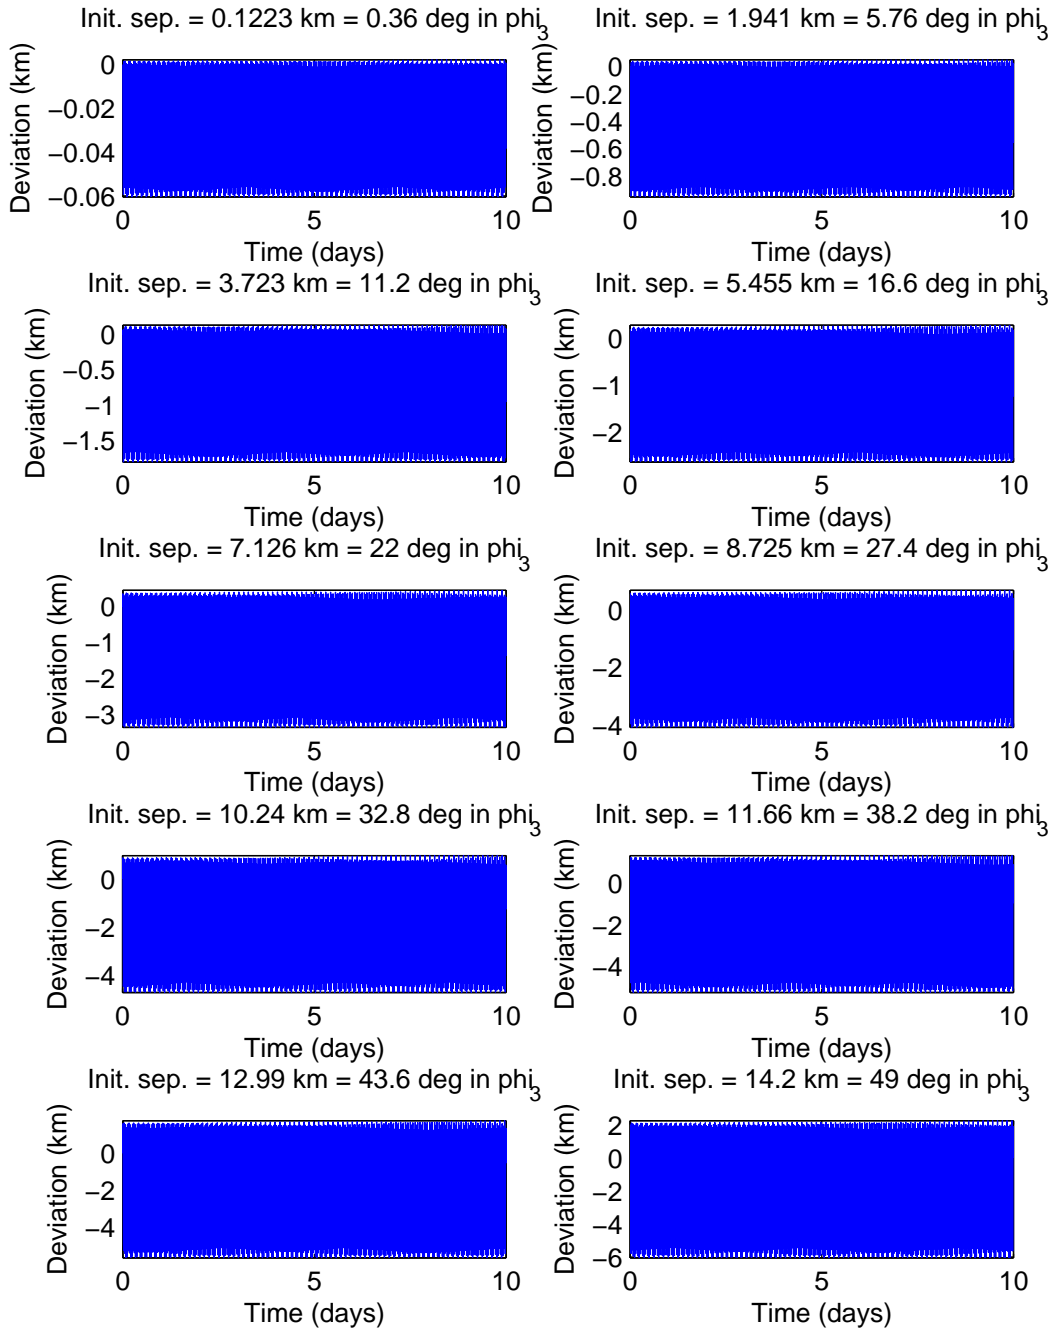 Init. sep. = 0.1223 km = 0.36 deg in phi_3
Deviation (km)
0
−0.02
−0.04
−0.06
0 5 10
Time (days)
Init. sep. = 1.941 km = 5.76 deg in phi_3
Deviation (km)
0
−0.2
−0.4
−0.6
−0.8
0 5 10
Time (days)
Init. sep. = 3.723 km = 11.2 deg in phi_3
Deviation (km)
0
−0.5
−1
−1.5
0 5 10
Time (days)
Init. sep. = 5.455 km = 16.6 deg in phi_3
Deviation (km)
0
−1
−2
0 5 10
Time (days)
Init. sep. = 7.126 km = 22 deg in phi_3
Deviation (km)
0
−1
−2
−3
0 5 10
Time (days)
Init. sep. = 8.725 km = 27.4 deg in phi_3
Deviation (km)
0
−2
−4
0 5 10
Time (days)
Init. sep. = 10.24 km = 32.8 deg in phi_3
Deviation (km)
0
−2
−4
0 5 10
Time (days)
Init. sep. = 11.66 km = 38.2 deg in phi_3
Deviation (km)
0
−2
−4
0 5 10
Time (days)
Init. sep. = 12.99 km = 43.6 deg in phi_3
Deviation (km)
0
−2
−4
0 5 10
Time (days)
Init. sep. = 14.2 km = 49 deg in phi_3
Deviation (km)
2
0
−2
−4
−6
0 5 10
Time (days)